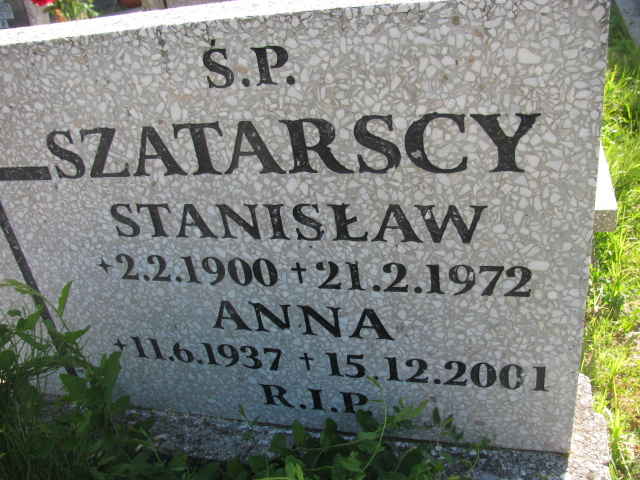 Ś.P.
SZATARSCY
STANISŁAW
+2.2.1900 +21.2.1972
ANNA
+11.6.1937 +15.12.2001
R.I.P.